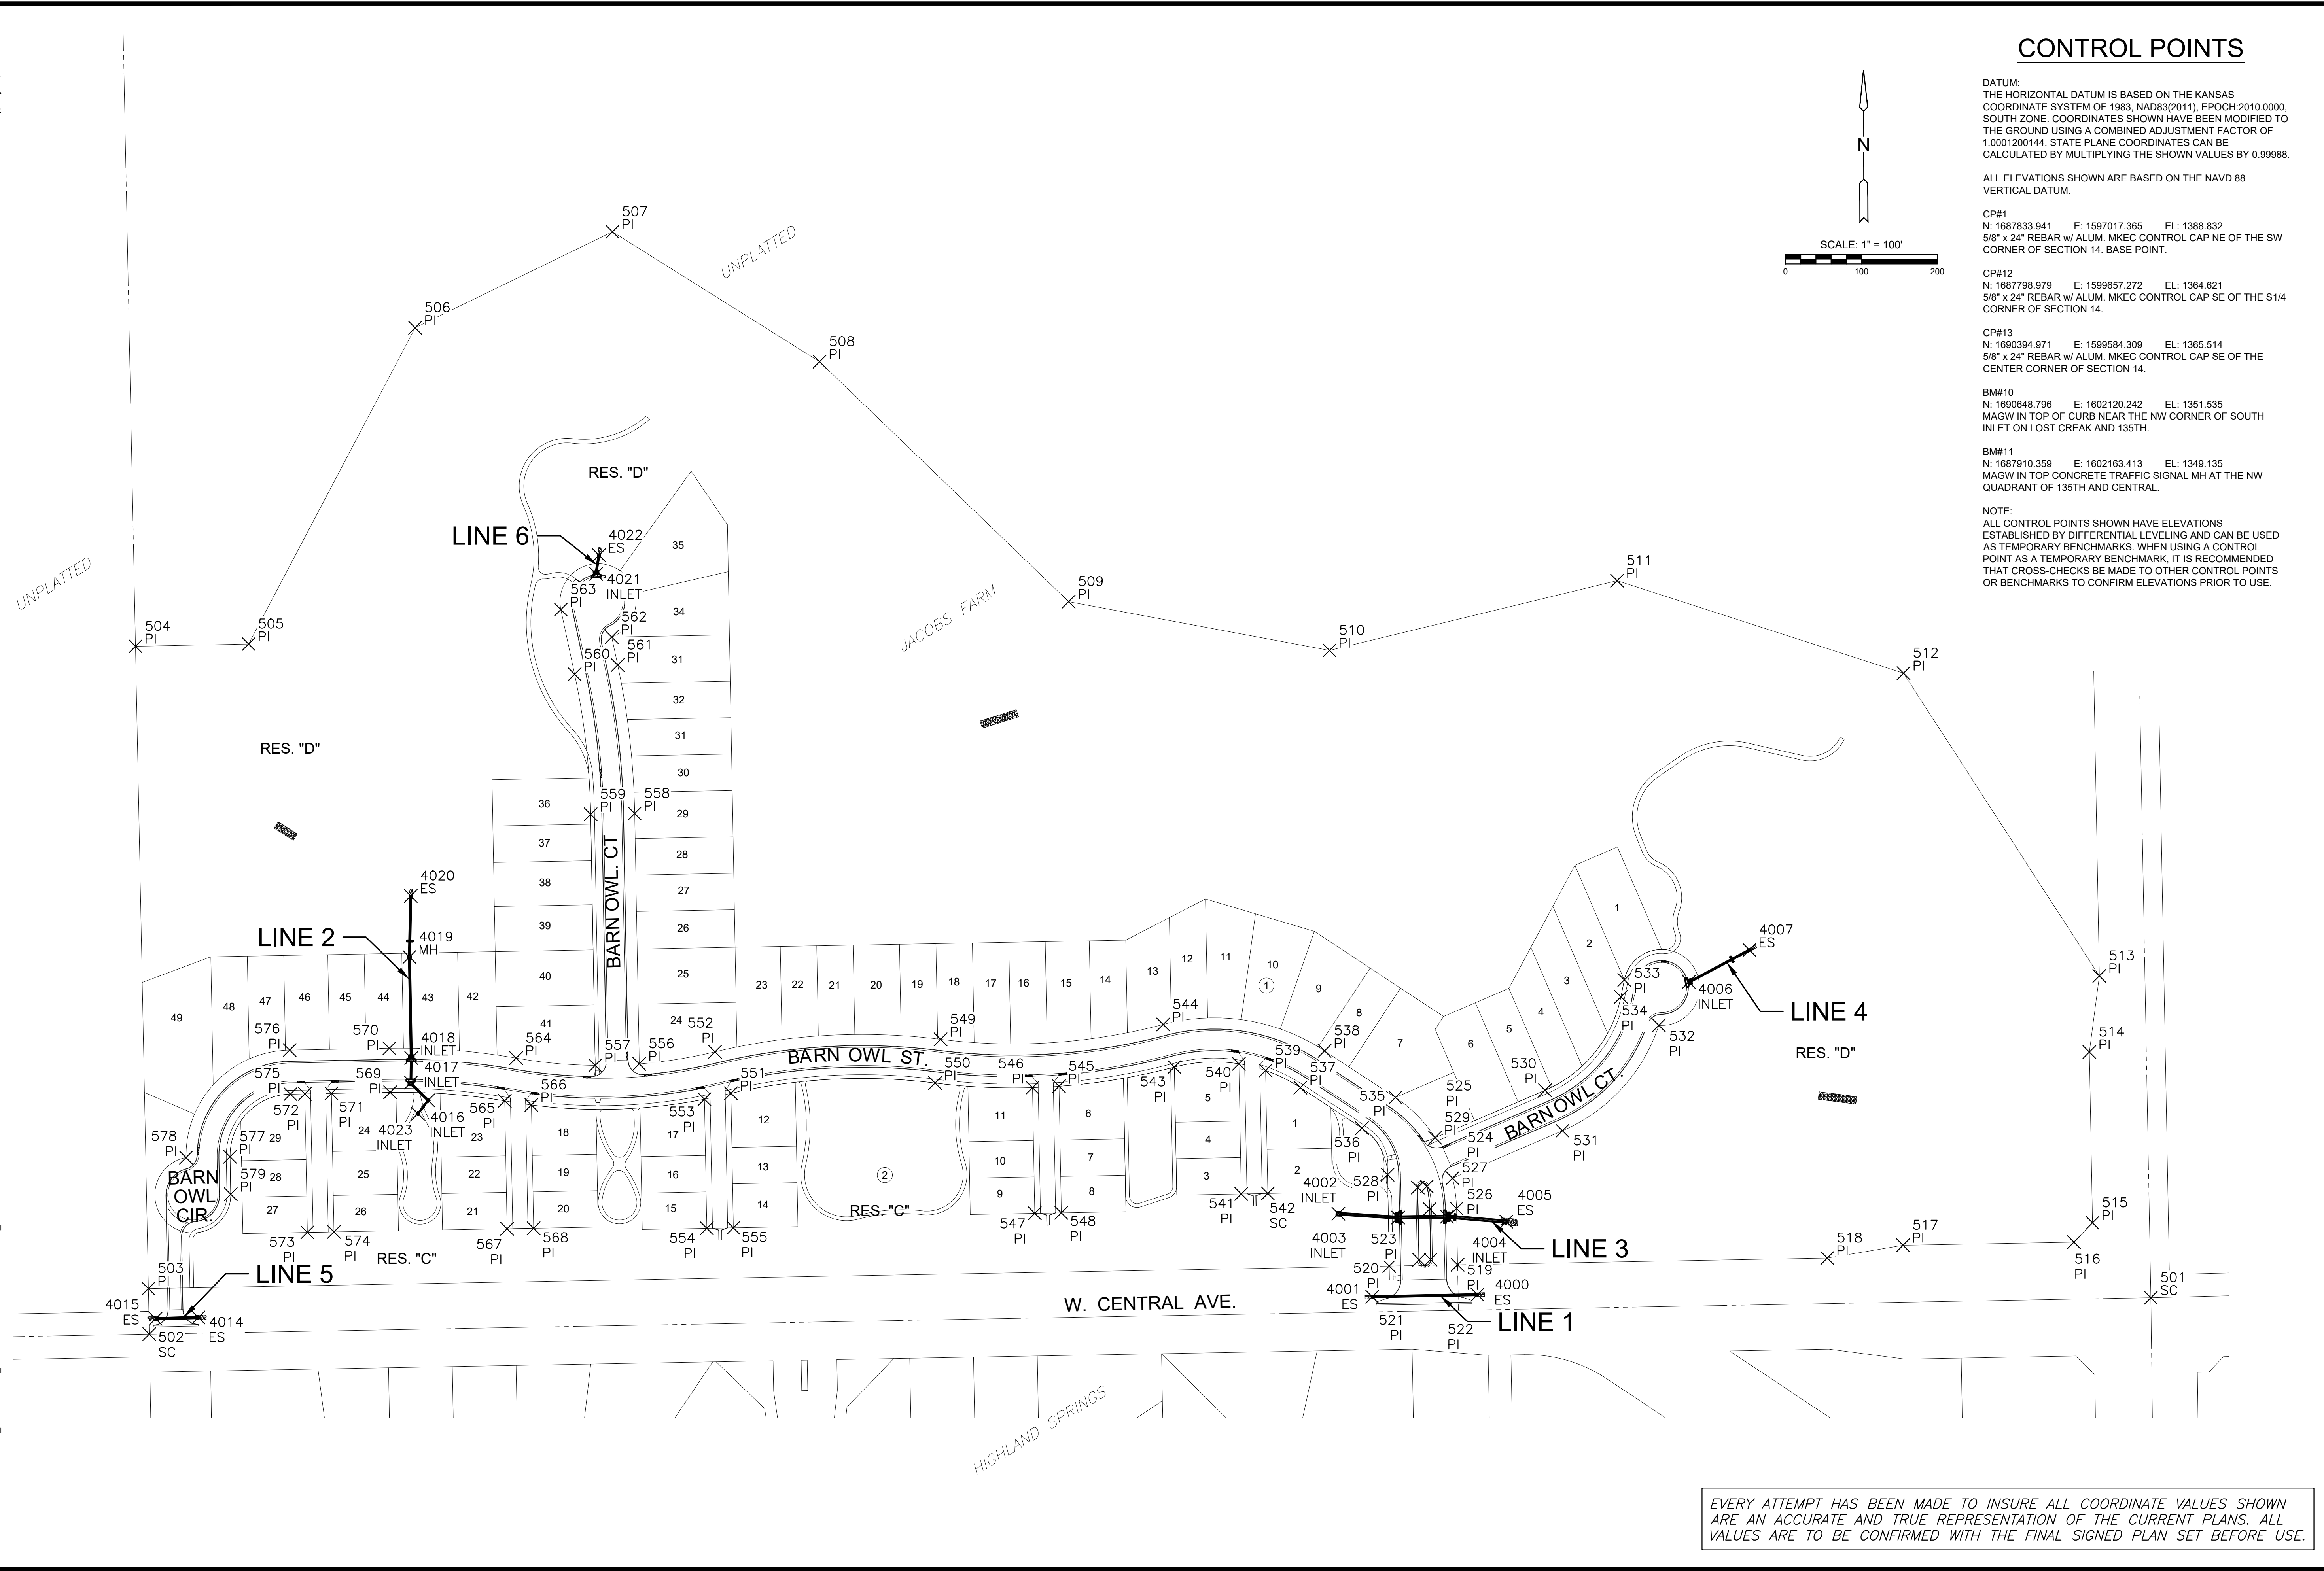 CONTROL POINTS
DATUM:
THE HORIZONTAL DATUM IS BASED ON THE KANSAS
COORDINATE SYSTEM OF 1983, NAD83(2011), EPOCH:2010.0000,
SOUTH ZONE. COORDINATES SHOWN HAVE BEEN MODIFIED TO
THE GROUND USING A COMBINED ADJUSTMENT FACTOR OF
1.0001200144. STATE PLANE COORDINATES CAN BE
CALCULATED BY MULTIPLYING THE SHOWN VALUES BY 0.99988.
ALL ELEVATIONS SHOWN ARE BASED ON THE NAVD 88
VERTICAL DATUM.
CP#1
N: 1687833.941 E: 1597017.365 EL: 1388.832
5/8" x 24" REBAR w/ ALUM. MKEC CONTROL CAP NE OF THE SW
CORNER OF SECTION 14. BASE POINT.
CP#12
N: 1687798.979 E: 1599657.272 EL: 1364.621
5/8" x 24" REBAR w/ ALUM. MKEC CONTROL CAP SE OF THE S1/4
CORNER OF SECTION 14.
CP#13
N: 1690394.971 E: 1599584.309 EL: 1365.514
5/8" x 24" REBAR w/ ALUM. MKEC CONTROL CAP SE OF THE
CENTER CORNER OF SECTION 14.
BM#10
N: 1690648.796 E: 1602120.242 EL: 1351.535
MAGW IN TOP OF CURB NEAR THE NW CORNER OF SOUTH
INLET ON LOST CREAK AND 135TH.
BM#11
N: 1687910.359 E: 1602163.413 EL: 1349.135
MAGW IN TOP CONCRETE TRAFFIC SIGNAL MH AT THE NW
QUADRANT OF 135TH AND CENTRAL.
NOTE:
ALL CONTROL POINTS SHOWN HAVE ELEVATIONS
ESTABLISHED BY DIFFERENTIAL LEVELING AND CAN BE USED
AS TEMPORARY BENCHMARKS. WHEN USING A CONTROL
POINT AS A TEMPORARY BENCHMARK, IT IS RECOMMENDED
THAT CROSS-CHECKS BE MADE TO OTHER CONTROL POINTS
OR BENCHMARKS TO CONFIRM ELEVATIONS PRIOR TO USE.
N
SCALE: 1" = 100'
0 100 200
507
PI
UNPLATTED
506
PI
508
PI
RES. "D"
LINE 6
4022
ES
35
UNPLATTED
4021
INLET
563
PI
34
562
PI
561
PI
560
PI
31
32
31
30
504
PI
505
PI
509
PI
JACOBS FARM
510
PI
511
PI
512
PI
RES. "D"
36
37
38
39
40
41
559
PI
558
PI
29
28
27
26
25
24
BARN OWL. CT
4020
ES
LINE 2
4019
MH
49
48
47
46
45
44
43
42
576
PI
570
PI
4018
INLET
564
PI
557
PI
556
PI
552
PI
23
22
21
20
19
18
17
16
15
14
13
12
11
10
①
9
8
7
6
5
4
3
2
1
549
PI
544
PI
538
PI
BARN OWL ST.
533
PI
534
PI
4006
INLET
4007
ES
LINE 4
532
PI
RES. "D"
513
PI
514
PI
515
PI
516
PI
517
PI
518
PI
575
PI
569
PI
4017
INLET
566
PI
551
PI
550
PI
546
PI
545
PI
543
PI
540
PI
539
PI
537
PI
535
PI
530
PI
525
PI
529
PI
524
PI
BARN OWL CT.
531
PI
572
PI
571
PI
4023
INLET
4016
INLET
565
PI
553
PI
536
PI
527
PI
528
PI
526
PI
578
PI
577
PI
579
PI
BARN
OWL
CIR.
29
28
27
24
25
26
23
22
21
18
19
20
17
16
15
12
13
14
②
RES. "C"
11
10
9
6
7
8
5
4
3
1
2
573
PI
574
PI
567
PI
568
PI
554
PI
555
PI
547
PI
548
PI
541
PI
542
SC
4002
INLET
4003
INLET
523
PI
4004
INLET
4005
ES
LINE 3
520
PI
519
PI
4001
ES
4000
ES
LINE 1
521
PI
522
PI
RES. "C"
503
PI
LINE 5
4015
ES
4014
ES
502
SC
W. CENTRAL AVE.
501
SC
HIGHLAND SPRINGS
EVERY ATTEMPT HAS BEEN MADE TO INSURE ALL COORDINATE VALUES SHOWN
ARE AN ACCURATE AND TRUE REPRESENTATION OF THE CURRENT PLANS. ALL
VALUES ARE TO BE CONFIRMED WITH THE FINAL SIGNED PLAN SET BEFORE USE.